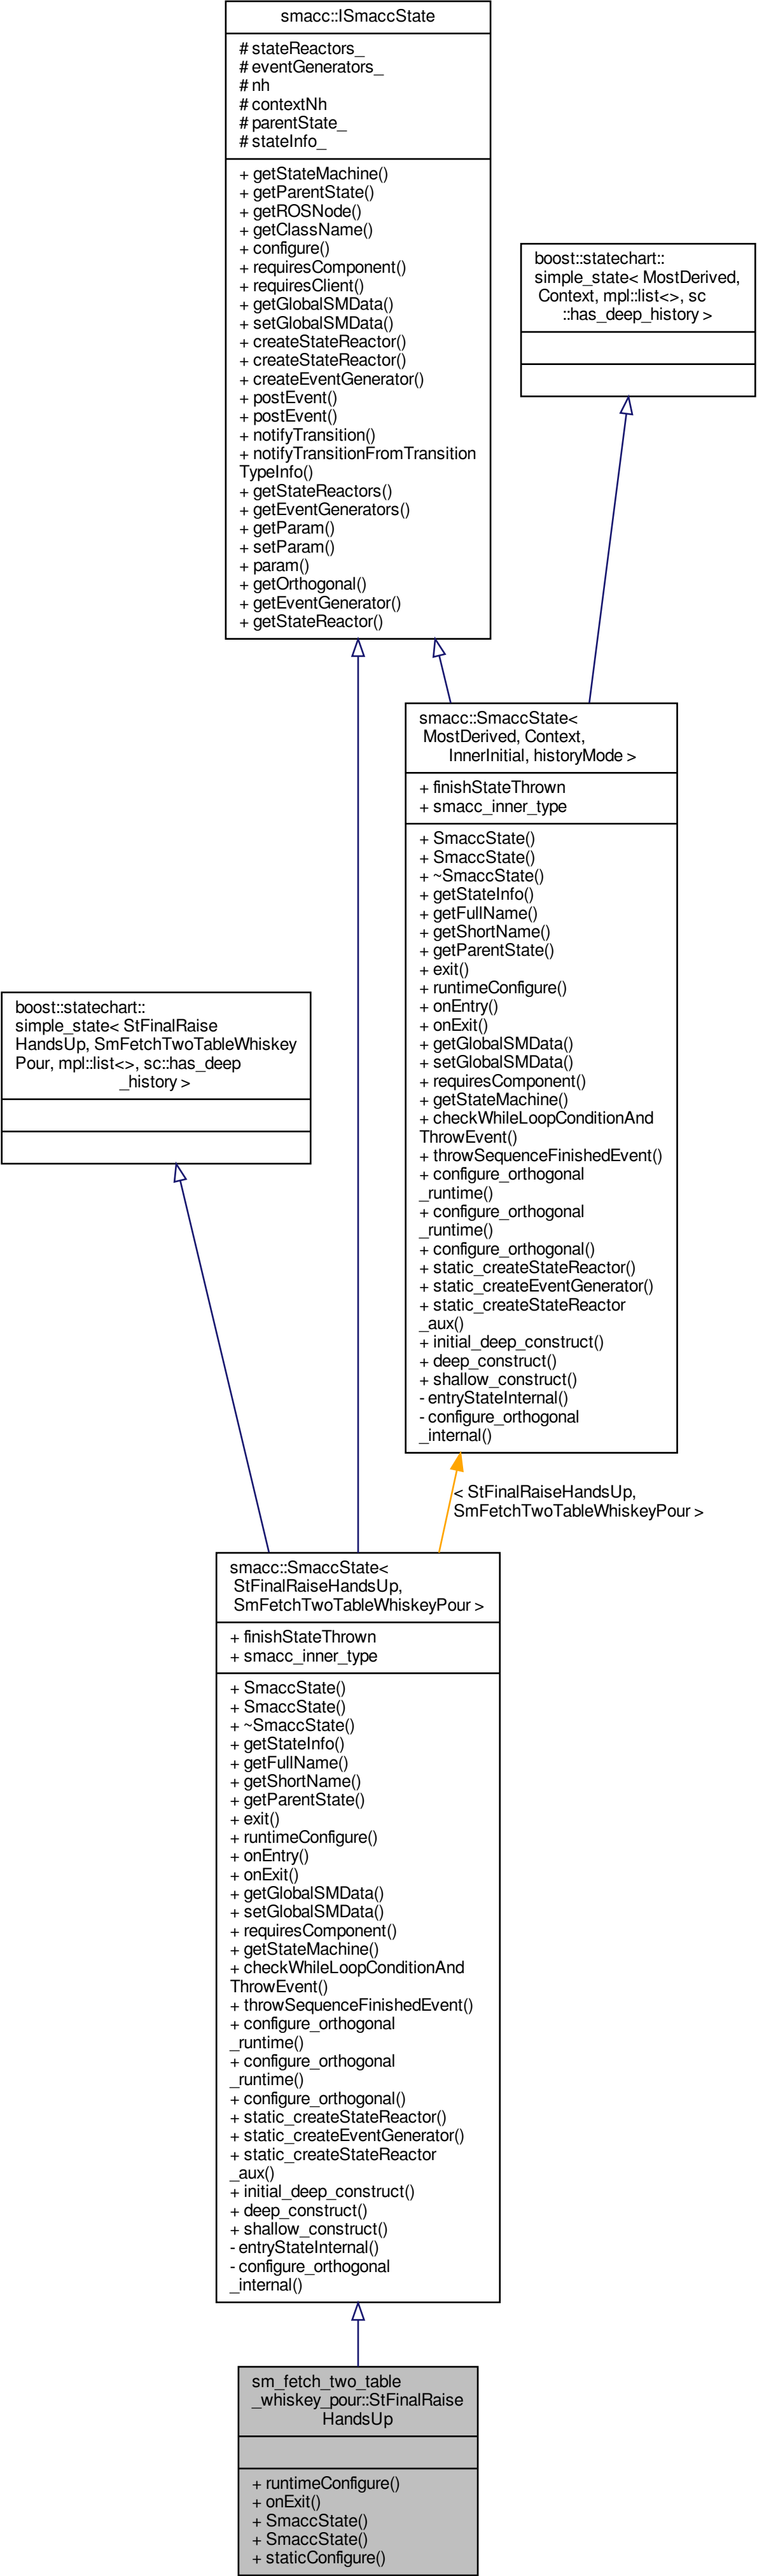 smacc::ISmaccState
# stateReactors_
# eventGenerators_
# nh
# contextNh
# parentState_
# stateInfo_
+ getStateMachine()
+ getParentState()
+ getROSNode()
+ getClassName()
+ configure()
+ requiresComponent()
+ requiresClient()
+ getGlobalSMData()
+ setGlobalSMData()
+ createStateReactor()
+ createStateReactor()
+ createEventGenerator()
+ postEvent()
+ postEvent()
+ notifyTransition()
+ notifyTransitionFromTransition
TypeInfo()
+ getStateReactors()
+ getEventGenerators()
+ getParam()
+ setParam()
+ param()
+ getOrthogonal()
+ getEventGenerator()
+ getStateReactor()
boost::statechart::
simple_state< MostDerived,
Context, mpl::list<>, sc
::has_deep_history >
smacc::SmaccState<
MostDerived, Context,
InnerInitial, historyMode >
+ finishStateThrown
+ smacc_inner_type
+ SmaccState()
+ SmaccState()
+ ~SmaccState()
+ getStateInfo()
+ getFullName()
+ getShortName()
+ getParentState()
+ exit()
+ runtimeConfigure()
+ onEntry()
+ onExit()
+ getGlobalSMData()
+ setGlobalSMData()
+ requiresComponent()
+ getStateMachine()
+ checkWhileLoopConditionAnd
ThrowEvent()
+ throwSequenceFinishedEvent()
+ configure_orthogonal
_runtime()
+ configure_orthogonal
_runtime()
+ configure_orthogonal()
+ static_createStateReactor()
+ static_createEventGenerator()
+ static_createStateReactor
_aux()
+ initial_deep_construct()
+ deep_construct()
+ shallow_construct()
- entryStateInternal()
- configure_orthogonal
_internal()
boost::statechart::
simple_state< StFinalRaise
HandsUp, SmFetchTwoTableWhiskey
Pour, mpl::list<>, sc::has_deep
_history >
< StFinalRaiseHandsUp,
SmFetchTwoTableWhiskeyPour >
smacc::SmaccState<
StFinalRaiseHandsUp,
SmFetchTwoTableWhiskeyPour >
+ finishStateThrown
+ smacc_inner_type
+ SmaccState()
+ SmaccState()
+ ~SmaccState()
+ getStateInfo()
+ getFullName()
+ getShortName()
+ getParentState()
+ exit()
+ runtimeConfigure()
+ onEntry()
+ onExit()
+ getGlobalSMData()
+ setGlobalSMData()
+ requiresComponent()
+ getStateMachine()
+ checkWhileLoopConditionAnd
ThrowEvent()
+ throwSequenceFinishedEvent()
+ configure_orthogonal
_runtime()
+ configure_orthogonal
_runtime()
+ configure_orthogonal()
+ static_createStateReactor()
+ static_createEventGenerator()
+ static_createStateReactor
_aux()
+ initial_deep_construct()
+ deep_construct()
+ shallow_construct()
- entryStateInternal()
- configure_orthogonal
_internal()
sm_fetch_two_table
_whiskey_pour::StFinalRaise
HandsUp
+ runtimeConfigure()
+ onExit()
+ SmaccState()
+ SmaccState()
+ staticConfigure()